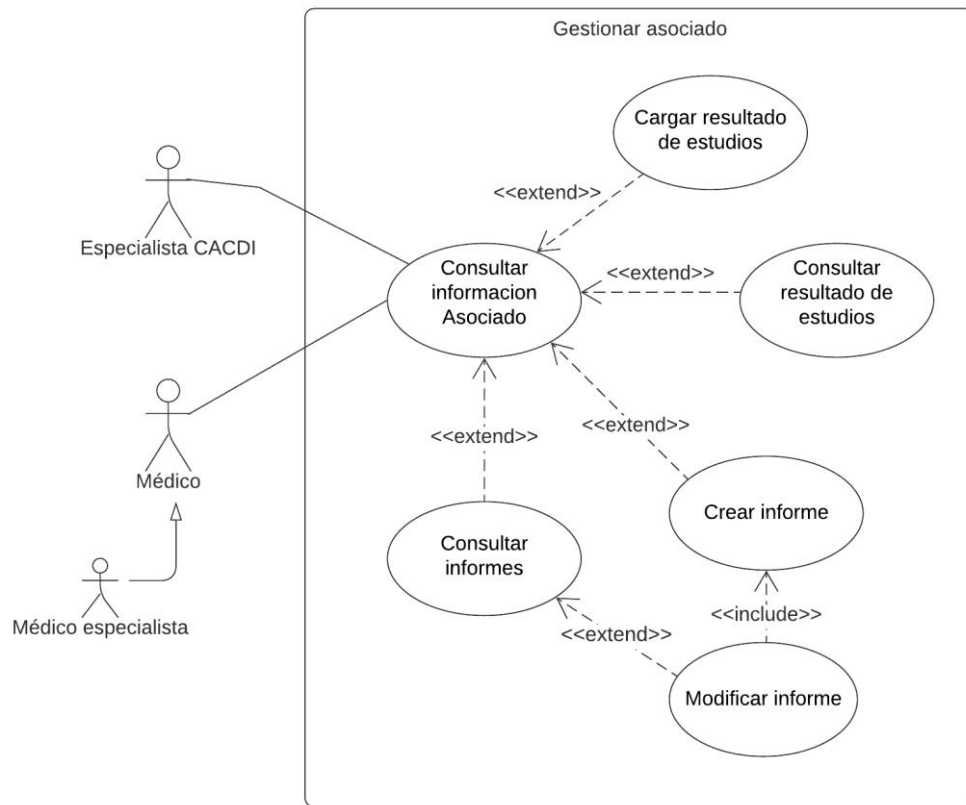 Gestionar asociado
Cargar resultado
de estudios
<<extend>>
Especialista CACDI
Consultar
informacion
Asociado
<<extend>>
Consultar
resultado de
estudios
Médico
<<extend>>
<<extend>>
Consultar
informes
Crear informe
Médico especialista
<<extend>>
<<include>>
Modificar informe